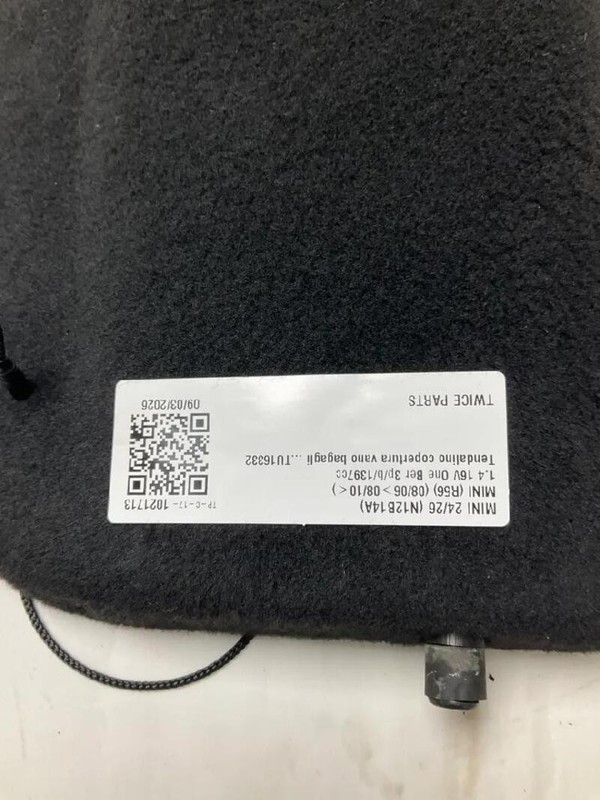 MINI 24/26 (N12B14A)
MINI (R56) (08/06 > 08/10 < )
1.4 16V One Ber 3p/b/1397cc
Tendalino copertura vano bagagli ... TU16332
TWICE PARTS
TP-C-17- 1021713
09/03/2026